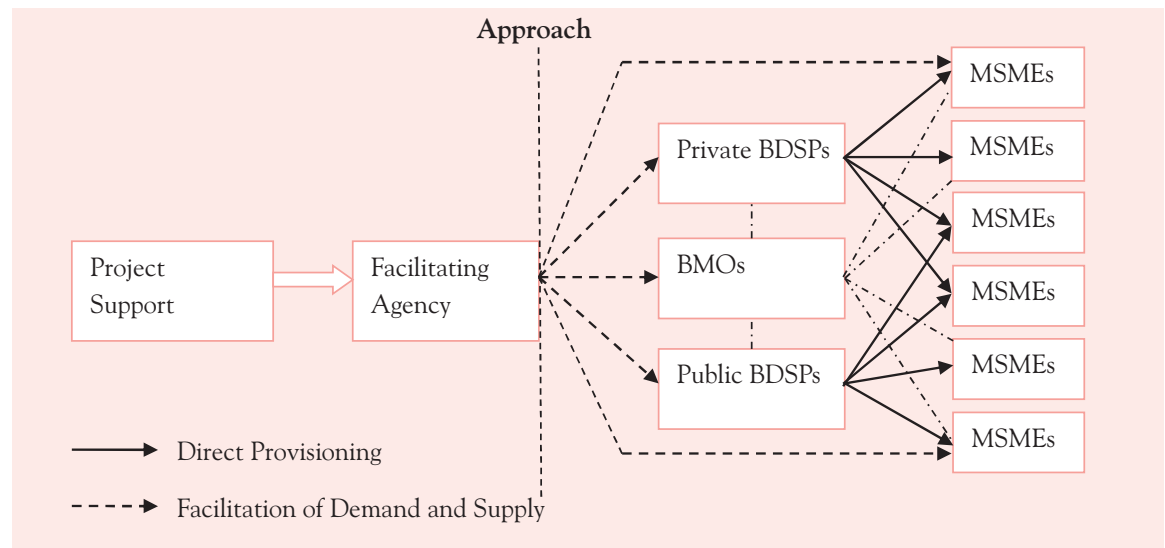 Approach
MSMEs
Private BDSPs
MSMEs
MSMEs
Project
Support
Facilitating
Agency
BMOs
MSMEs
Public BDSPs
MSMEs
MSMEs
Direct Provisioning
Facilitation of Demand and Supply